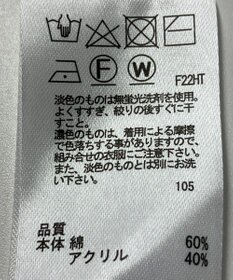 F W
F22HT
淡色のものは無蛍光洗剤を使用。
よくすすぎ、絞りの後すぐに干
すこと。
濃色のものは、着用による摩擦
で色落ちする事がありますので、
組み合せの衣服にご注意下さい。
また、淡色のものとは別にお洗
い下さい。
105
品質
本体 綿 60%
アクリル 40%